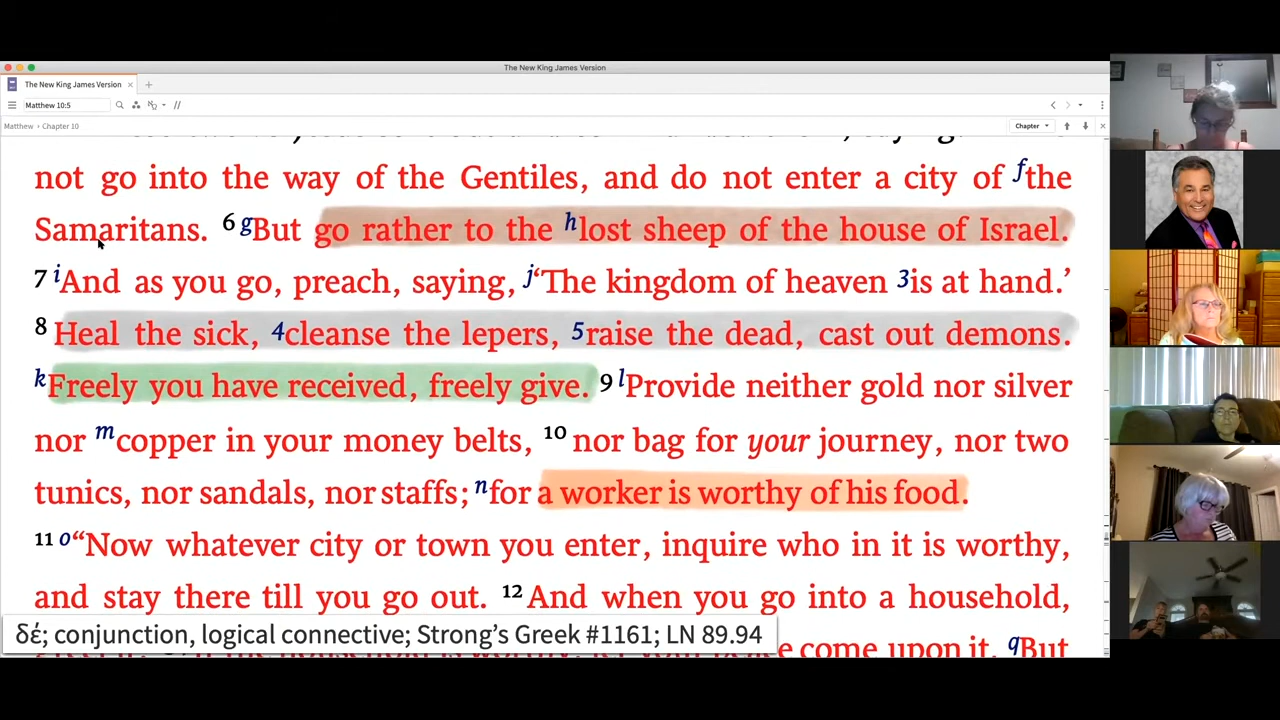 The New King James Version
The New King James Version × +
Matthew 10:5
Matthew › Chapter 10 Chapter
not go into the way of the Gentiles, and do not enter a city of fthe
Samaritans. 6 gBut go rather to the hlost sheep of the house of Israel.
7 iAnd as you go, preach, saying, j‘The kingdom of heaven 3is at hand.’
8 Heal the sick, 4cleanse the lepers, 5raise the dead, cast out demons.
kFreely you have received, freely give. 9 lProvide neither gold nor silver
nor mcopper in your money belts, 10 nor bag for your journey, nor two
tunics, nor sandals, nor staffs; nfor a worker is worthy of his food.
11 o“Now whatever city or town you enter, inquire who in it is worthy,
and stay there till you go out. 12 And when you go into a household,
δέ; conjunction, logical connective; Strong’s Greek #1161; LN 89.94
come upon it. qBut